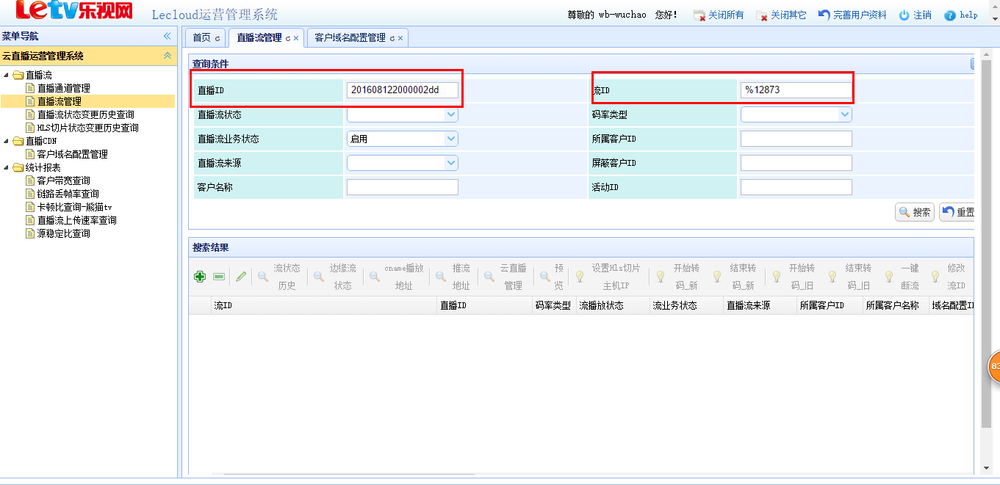 Letv乐视网 Lecloud运营管理系统 尊敬的 wb-wuchao 您好！ 关闭所有 关闭其它 完善用户资料 注销 help
菜单导航
云直播运营管理系统
直播流
直播通道管理
直播流管理
直播流状态变更历史查询
HLS切片状态变更历史查询
直播CDN
客户域名配置管理
统计报表
客户带宽查询
链路丢帧率查询
卡顿比查询-熊猫tv
直播流上传速率查询
源稳定比查询
首页 直播流管理 客户域名配置管理
查询条件
直播ID 201608122000002dd 流ID %12873
直播流状态 码率类型
直播流业务状态 启用 所属客户ID
直播流来源 屏蔽客户ID
客户名称 活动ID
搜索 重置
搜索结果
流状态 边缘流 cname播放 推流 云直播 预 设置Hls切片 开始转 结束转 开始转 结束转 一键 修改
历史 状态 地址 地址 管理 览 主机IP 码_新 码_新 码_旧 码_旧 断流 流ID
流ID 直播ID 码率类型 流播放状态 流业务状态 直播流来源 所属客户ID 所属客户名称 域名配置ID
83